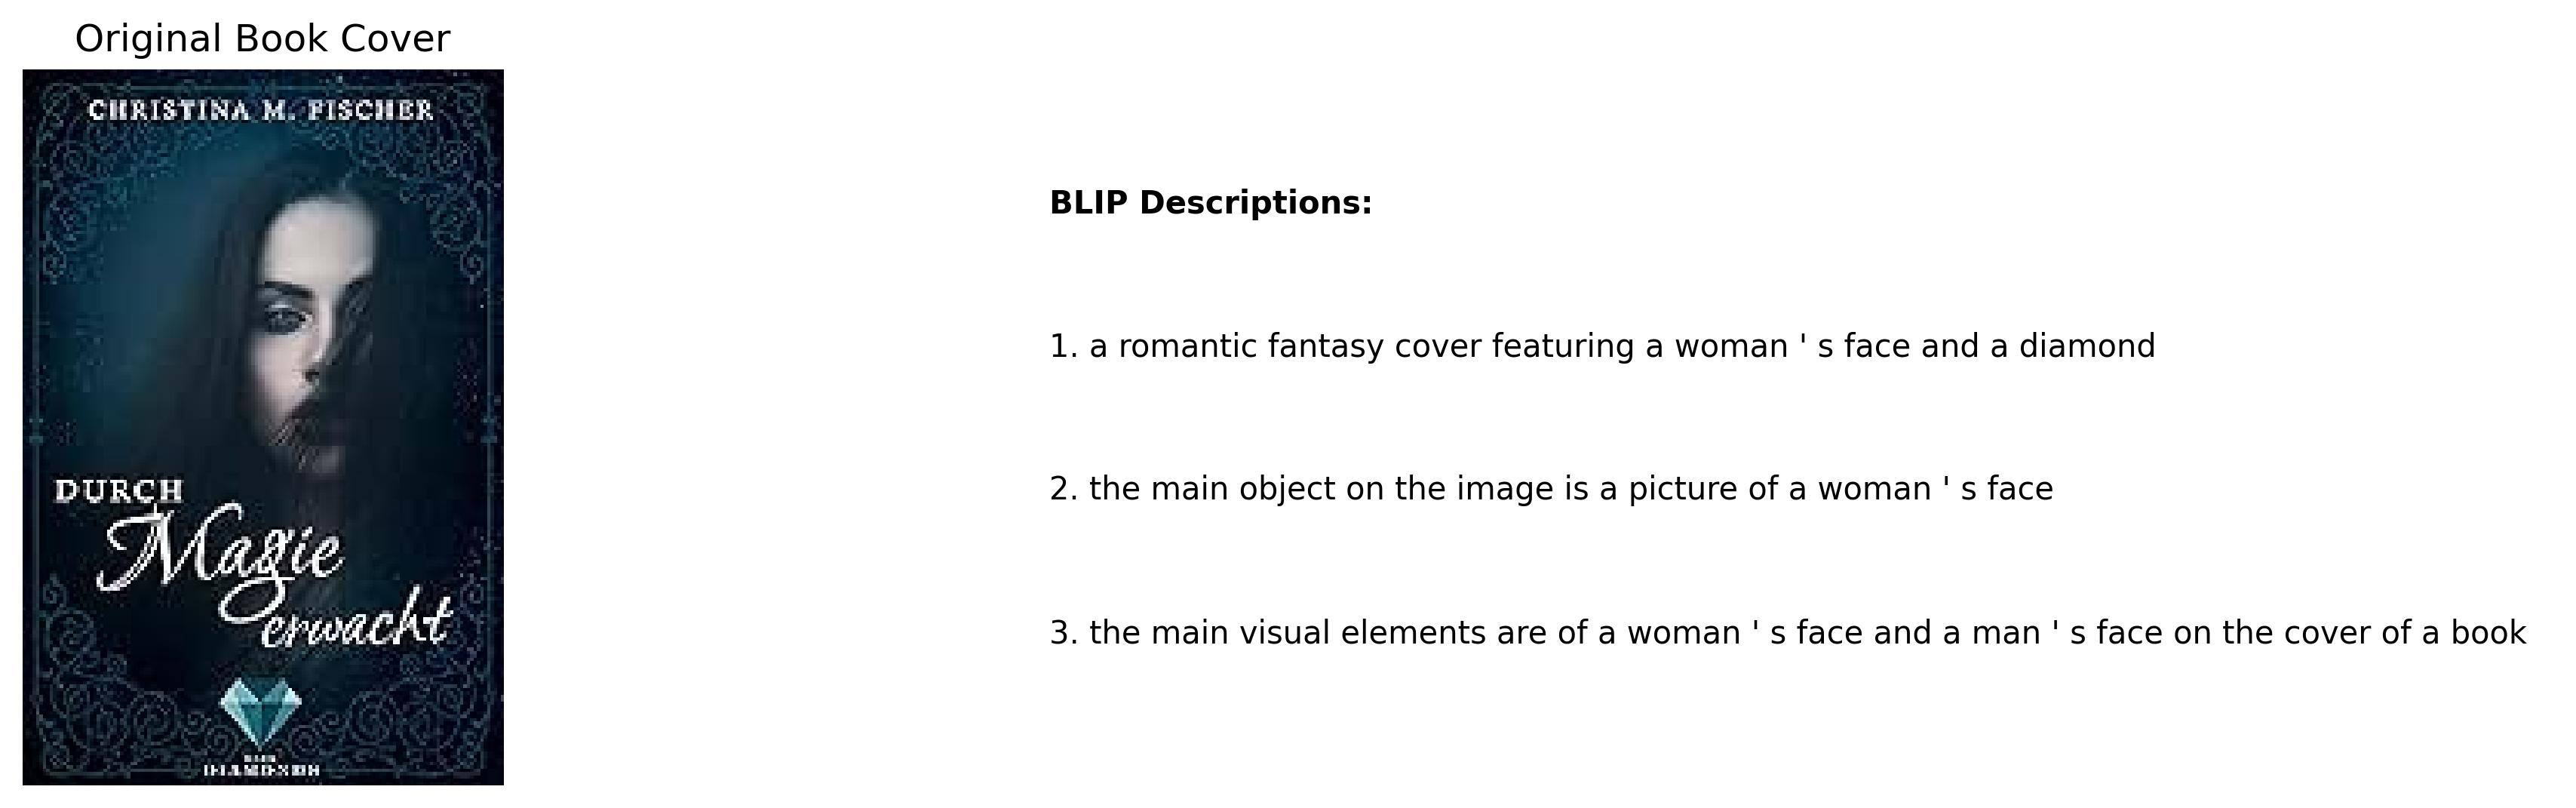 Original Book Cover
CHRISTINA M. FISCHER
DURCH
Magie
erwacht
BLIP Descriptions:
1. a romantic fantasy cover featuring a woman ' s face and a diamond
2. the main object on the image is a picture of a woman ' s face
3. the main visual elements are of a woman ' s face and a man ' s face on the cover of a book